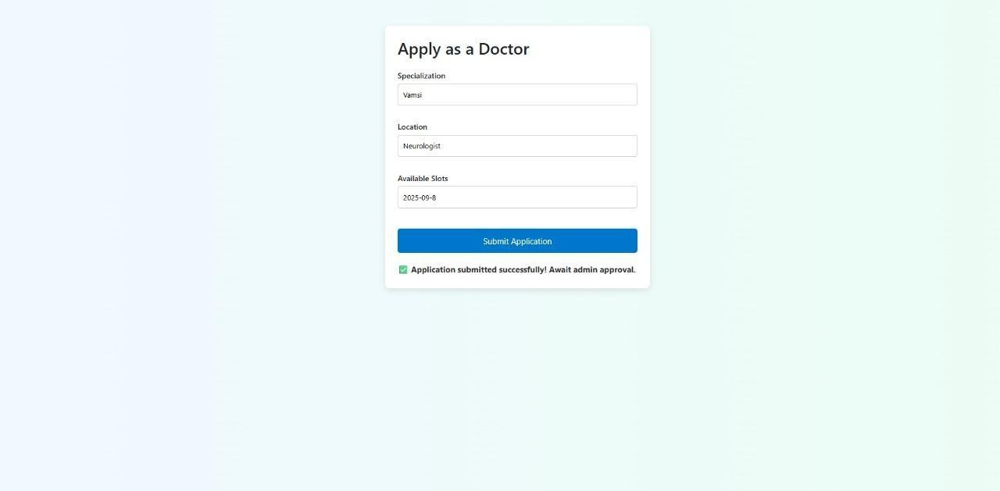 Apply as a Doctor
Specialization
Vamsi
Location
Neurologist
Available Slots
2025-09-8
Submit Application
✅ Application submitted successfully! Await admin approval.